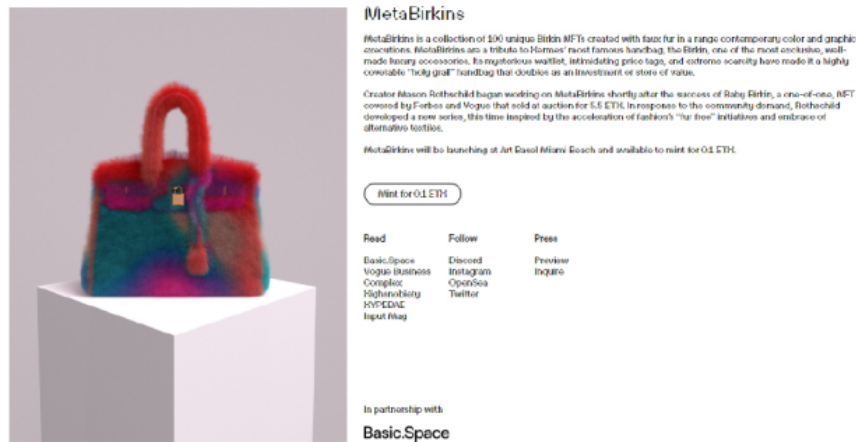 MetaBirkins
MetaBirkins is a collection of 100 unique Birkin NFTs created with faux fur in a range contemporary color and graphic
executions. MetaBirkins are a tribute to Hermes' most famous handbag, the Birkin, one of the most exclusive, well-
made luxury accessories. Its mysterious waitlist, intimidating price tags, and extreme scarcity have made it a highly
covetable "holy grail" handbag that doubles as an investment or store of value.
Creator Mason Rothschild began working on MetaBirkins shortly after the success of Baby Birkin, a one-of-one, NFT
covered by Forbes and Vogue that sold at auction for 5.5 ETH. In response to the community demand, Rothschild
developed a new series, this time inspired by the acceleration of fashion's "fur free" initiatives and embrace of
alternative textiles.
MetaBirkins will be launching at Art Basel Miami Beach and available to mint for 0.1 ETH.
Mint for 0.1 ETH
Read Follow Press
Basic.Space Discord Preview
Vogue Business Instagram Inquire
Complex OpenSea
Highsnobiety Twitter
HYPEBAE
Input Mag
In partnership with
Basic.Space